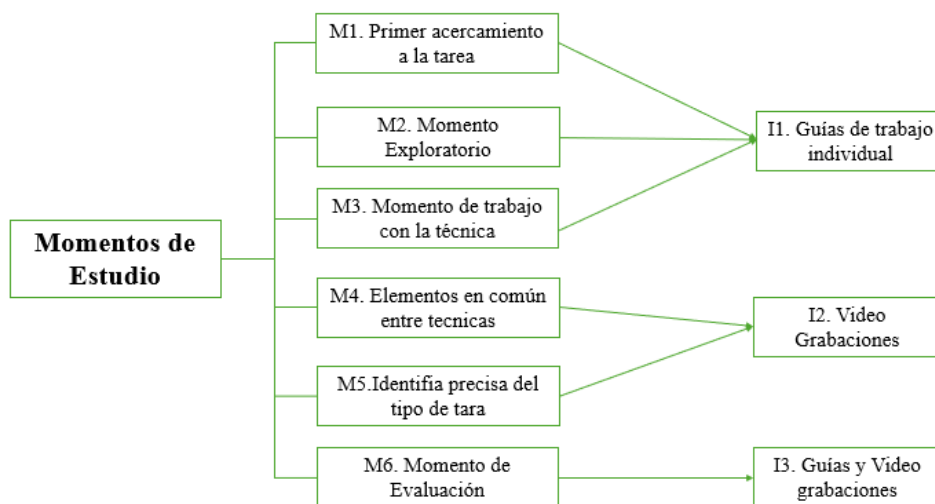 M1. Primer acercamiento
a la tarea
M2. Momento
Exploratorio
I1. Guías de trabajo
individual
M3. Momento de trabajo
con la técnica
Momentos de
Estudio
M4. Elementos en común
entre tecnicas
I2. Video
Grabaciones
M5.Identifía precisa del
tipo de tara
M6. Momento de
Evaluación
I3. Guías y Video
grabaciones